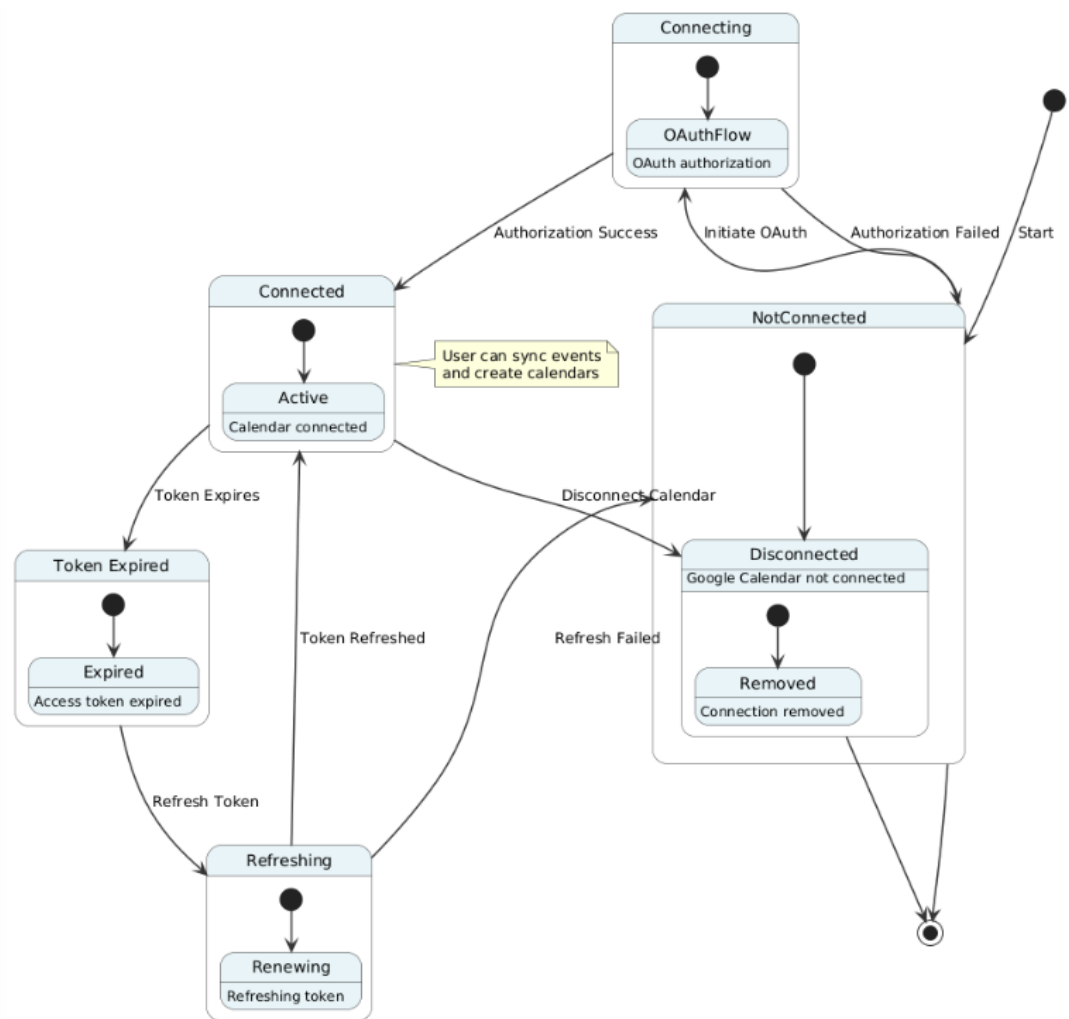 Connecting
OAuthFlow
OAuth authorization
Authorization Success
Initiate OAuth
Authorization Failed
Start
Connected
Active
Calendar connected
User can sync events
and create calendars
NotConnected
Token Expires
Disconnect Calendar
Token Expired
Expired
Access token expired
Disconnected
Google Calendar not connected
Removed
Connection removed
Token Refreshed
Refresh Failed
Refresh Token
Refreshing
Renewing
Refreshing token